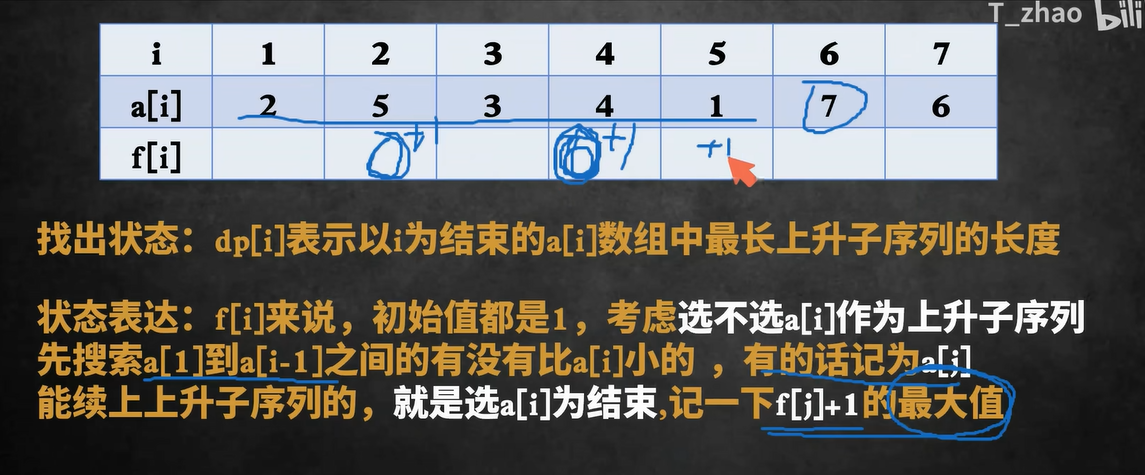 T_zhao bili
i 1 2 3 4 5 6 7
a[i] 2 5 3 4 1 7 6
f[i]
+1 +1 +1
找出状态：dp[i]表示以i为结束的a[i]数组中最长上升子序列的长度
状态表达：f[i]来说，初始值都是1，考虑选不选a[i]作为上升子序列
先搜索a[1]到a[i-1]之间的有没有比a[i]小的 ，有的话记为a[j]
能续上上升子序列的，就是选a[i]为结束,记一下f[j]+1的最大值